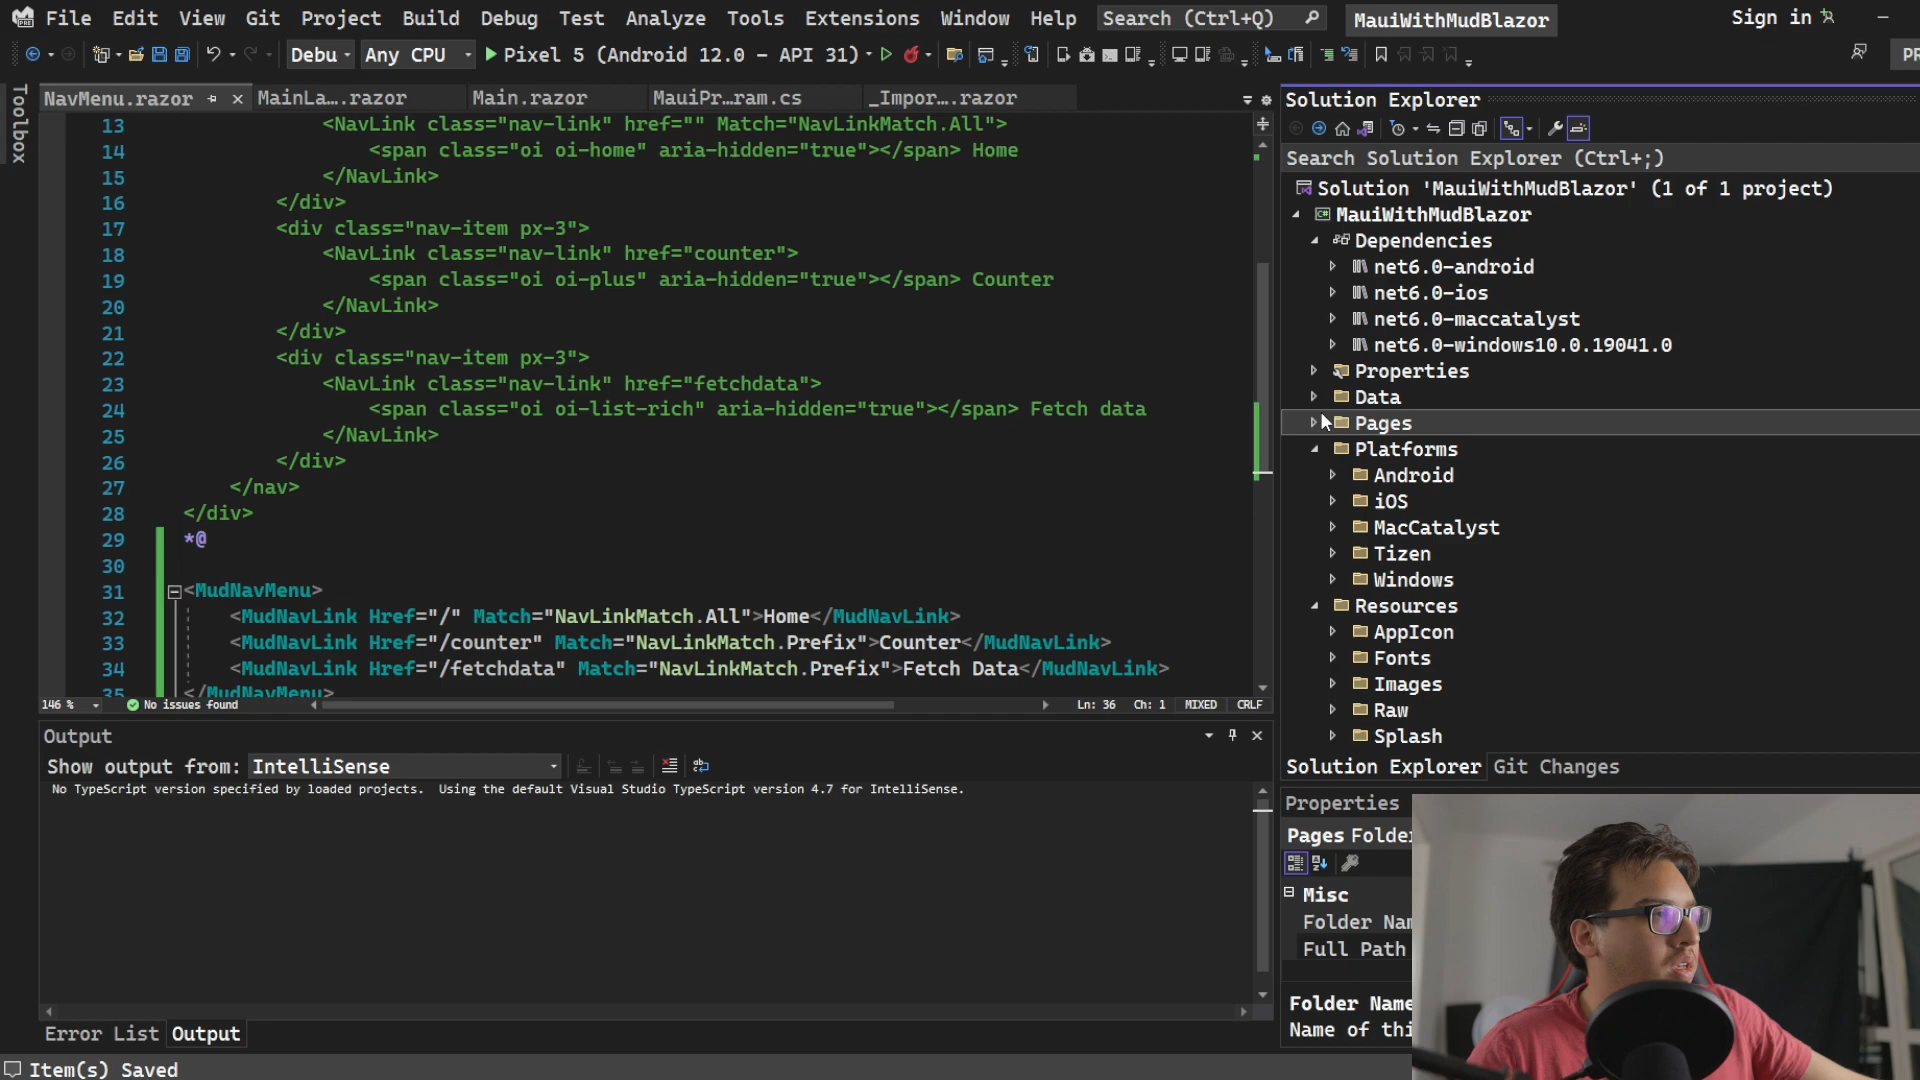 File Edit View Git Project Build Debug Test Analyze Tools Extensions Window Help Search (Ctrl+Q) MauiWithMudBlazor Sign in
Debu Any CPU Pixel 5 (Android 12.0 - API 31)
Toolbox
NavMenu.razor MainLa….razor Main.razor MauiPr…ram.cs _Impor….razor
13 <NavLink class="nav-link" href="" Match="NavLinkMatch.All">
14 <span class="oi oi-home" aria-hidden="true"></span> Home
15 </NavLink>
16 </div>
17 <div class="nav-item px-3">
18 <NavLink class="nav-link" href="counter">
19 <span class="oi oi-plus" aria-hidden="true"></span> Counter
20 </NavLink>
21 </div>
22 <div class="nav-item px-3">
23 <NavLink class="nav-link" href="fetchdata">
24 <span class="oi oi-list-rich" aria-hidden="true"></span> Fetch data
25 </NavLink>
26 </div>
27 </nav>
28 </div>
29 *@
30
31 <MudNavMenu>
32 <MudNavLink Href="/" Match="NavLinkMatch.All">Home</MudNavLink>
33 <MudNavLink Href="/counter" Match="NavLinkMatch.Prefix">Counter</MudNavLink>
34 <MudNavLink Href="/fetchdata" Match="NavLinkMatch.Prefix">Fetch Data</MudNavLink>
35 </MudNavMenu>
146 % No issues found Ln: 36 Ch: 1 MIXED CRLF
Output
Show output from: IntelliSense
No TypeScript version specified by loaded projects. Using the default Visual Studio TypeScript version 4.7 for IntelliSense.
Error List Output
Item(s) Saved
Solution Explorer
Search Solution Explorer (Ctrl+;)
Solution 'MauiWithMudBlazor' (1 of 1 project)
MauiWithMudBlazor
Dependencies
net6.0-android
net6.0-ios
net6.0-maccatalyst
net6.0-windows10.0.19041.0
Properties
Data
Pages
Platforms
Android
iOS
MacCatalyst
Tizen
Windows
Resources
AppIcon
Fonts
Images
Raw
Splash
Solution Explorer Git Changes
Properties
Pages Folder
Misc
Folder Nam
Full Path
Folder Name
Name of thi